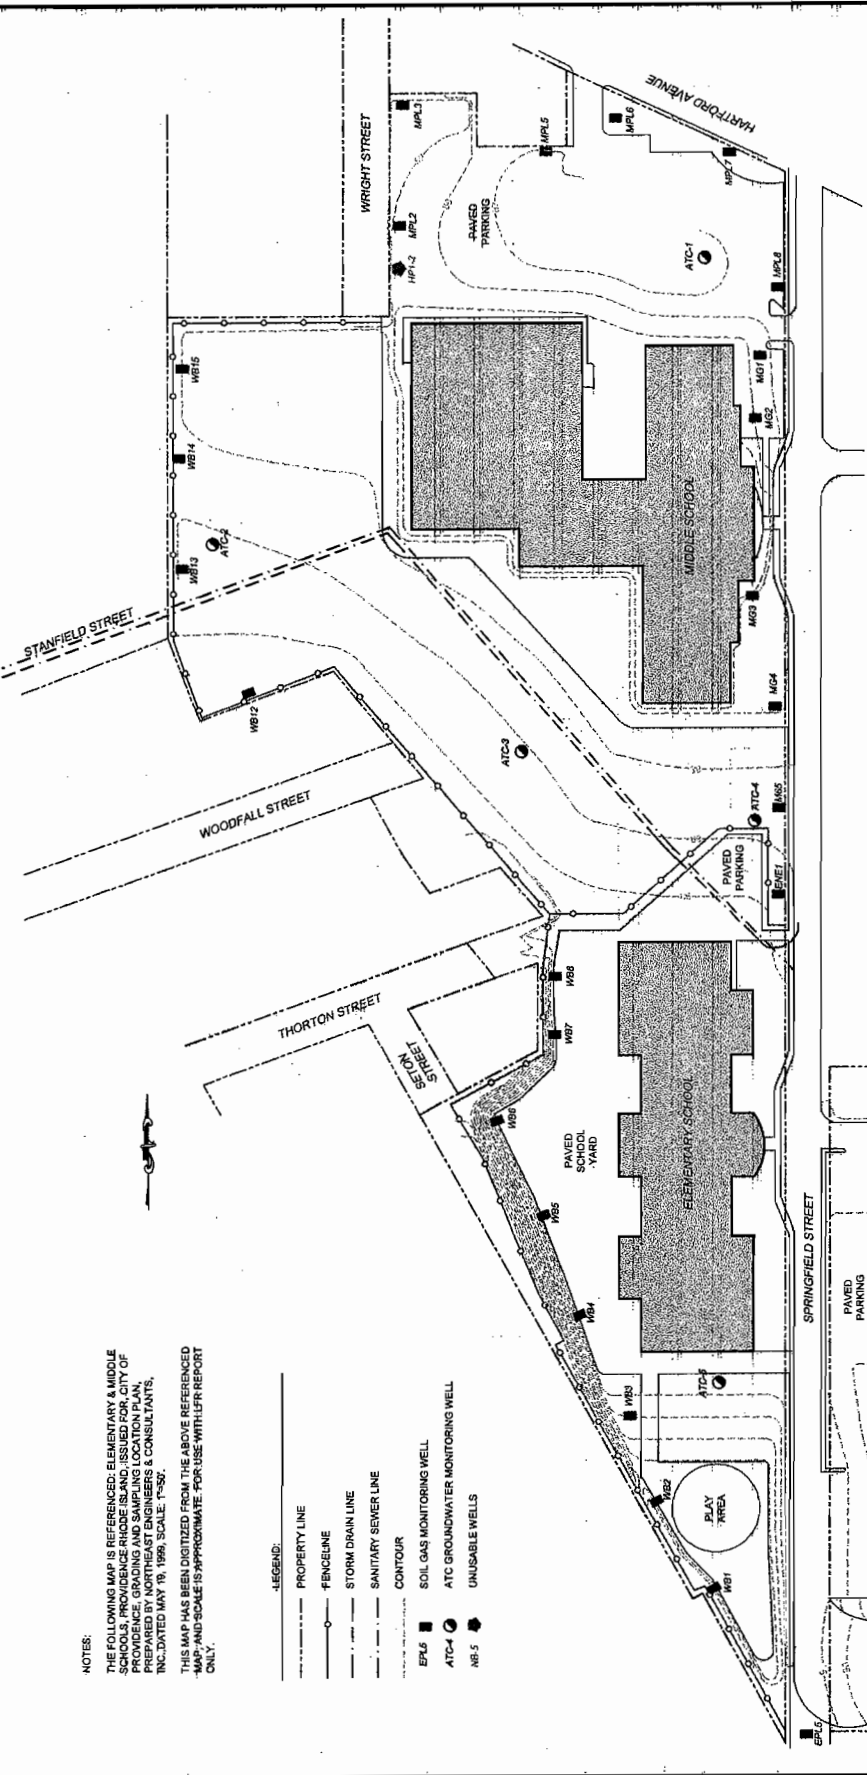 HARTFORD AVENUE
WRIGHT STREET
MPL3
MPL5
MPL6
MPL7
MPL2
HP1-2
PAVED
PARKING
ATC-1
MPL8
WB15
WB14
WB13
ATC-2
MG1
MG2
MIDDLE SCHOOL
MG3
MG4
STANFIELD STREET
WB12
ATC-3
WOODFALL STREET
ATC-4
MG5
PAVED
PARKING
ENE1
THORTON STREET
SETON
STREET
WB8
WB7
WB6
PAVED
SCHOOL
YARD
ELEMENTARY SCHOOL
WB5
WB4
WB3
ATC-5
WB2
PLAY
AREA
WB1
EPL5
SPRINGFIELD STREET
PAVED
PARKING
NOTES:
THE FOLLOWING MAP IS REFERENCED: ELEMENTARY & MIDDLE
SCHOOLS, PROVIDENCE RHODE ISLAND, ISSUED FOR, CITY OF
PROVIDENCE, GRADING AND SAMPLING LOCATION PLAN,
PREPARED BY NORTHEAST ENGINEERS & CONSULTANTS,
INC., DATED MAY 19, 1999, SCALE: 1"=50'.
THIS MAP HAS BEEN DIGITIZED FROM THE ABOVE REFERENCED
MAP, AND SCALE IS APPROXIMATE. FOR USE WITH LFR REPORT
ONLY.
LEGEND:
PROPERTY LINE
FENCELINE
STORM DRAIN LINE
SANITARY SEWER LINE
CONTOUR
EPL5 SOIL GAS MONITORING WELL
ATC-4 ATC GROUNDWATER MONITORING WELL
NB-5 UNUSABLE WELLS